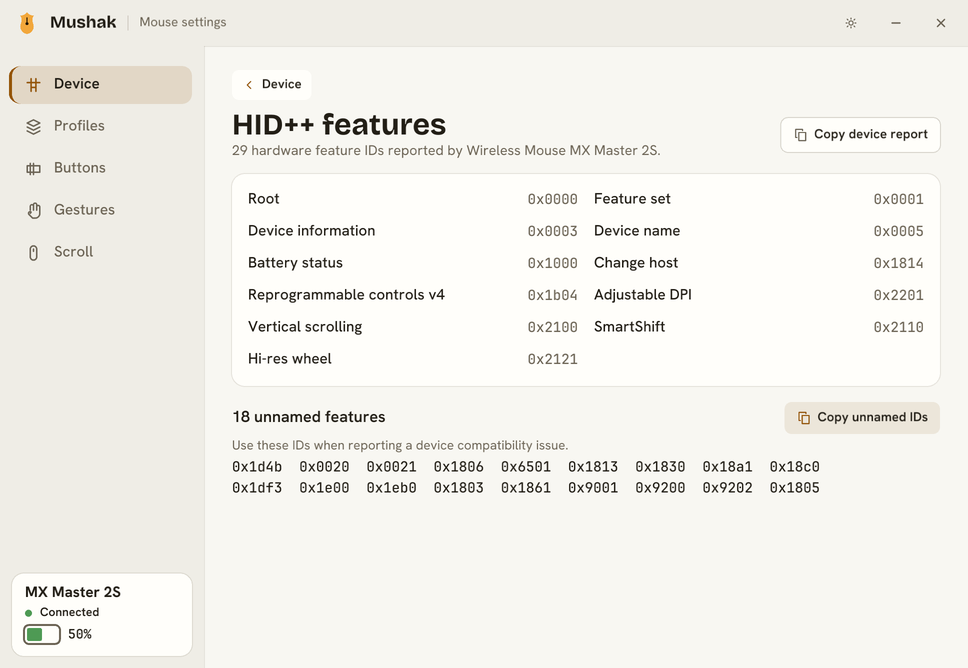 Mushak | Mouse settings
Device
Profiles
Buttons
Gestures
Scroll
MX Master 2S
Connected
50%
Device
HID++ features
29 hardware feature IDs reported by Wireless Mouse MX Master 2S.
Copy device report
Root 0x0000 Feature set 0x0001
Device information 0x0003 Device name 0x0005
Battery status 0x1000 Change host 0x1814
Reprogrammable controls v4 0x1b04 Adjustable DPI 0x2201
Vertical scrolling 0x2100 SmartShift 0x2110
Hi-res wheel 0x2121
18 unnamed features
Copy unnamed IDs
Use these IDs when reporting a device compatibility issue.
0x1d4b 0x0020 0x0021 0x1806 0x6501 0x1813 0x1830 0x18a1 0x18c0
0x1df3 0x1e00 0x1eb0 0x1803 0x1861 0x9001 0x9200 0x9202 0x1805